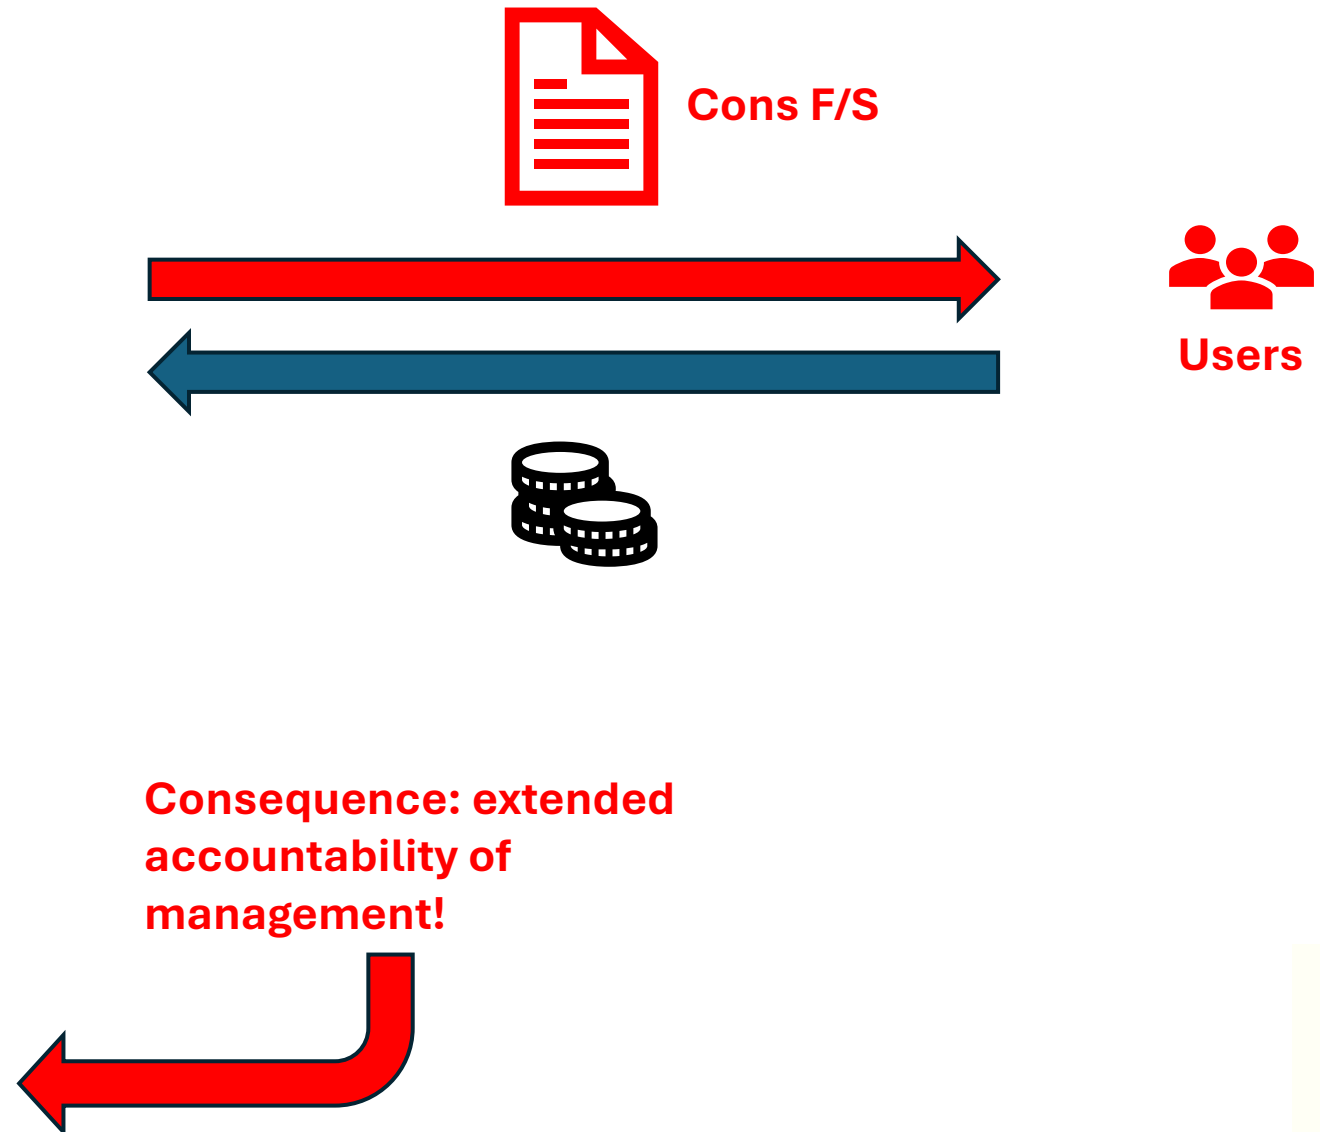 Cons F/S
Users
Consequence: extended
accountability of
management!